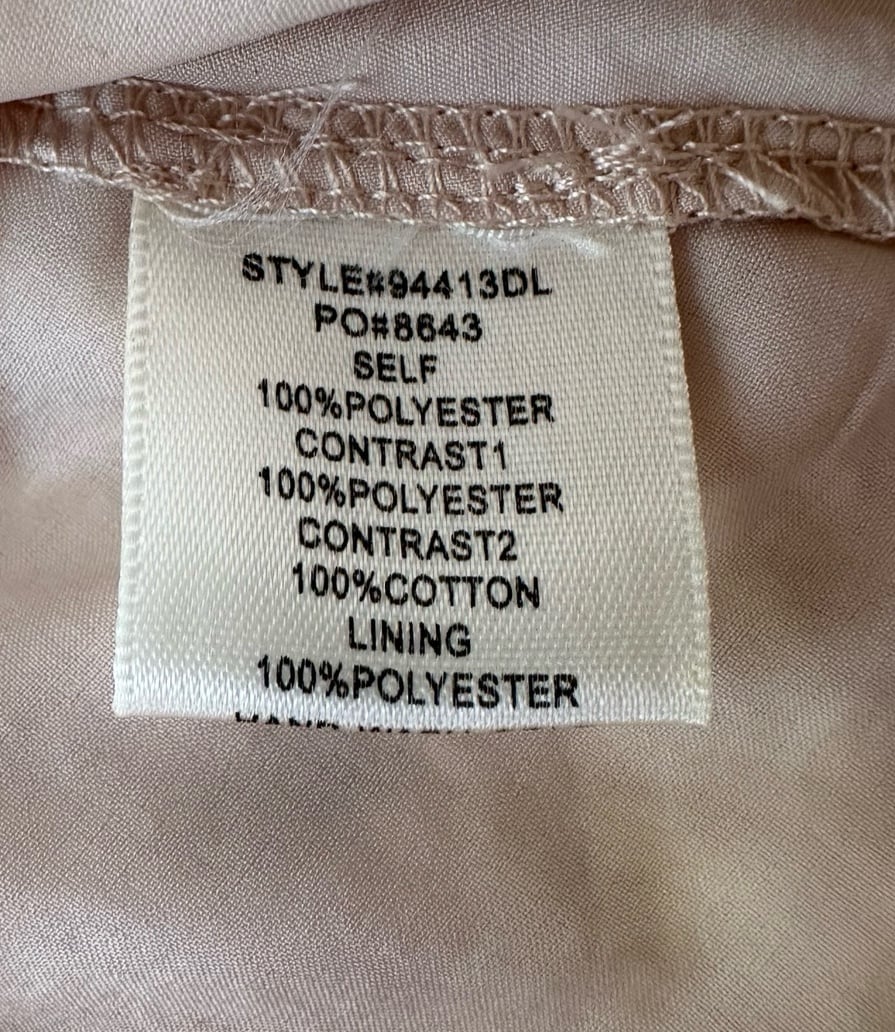 STYLE#94413DL
PO#8643
SELF
100%POLYESTER
CONTRAST1
100%POLYESTER
CONTRAST2
100%COTTON
LINING
100%POLYESTER